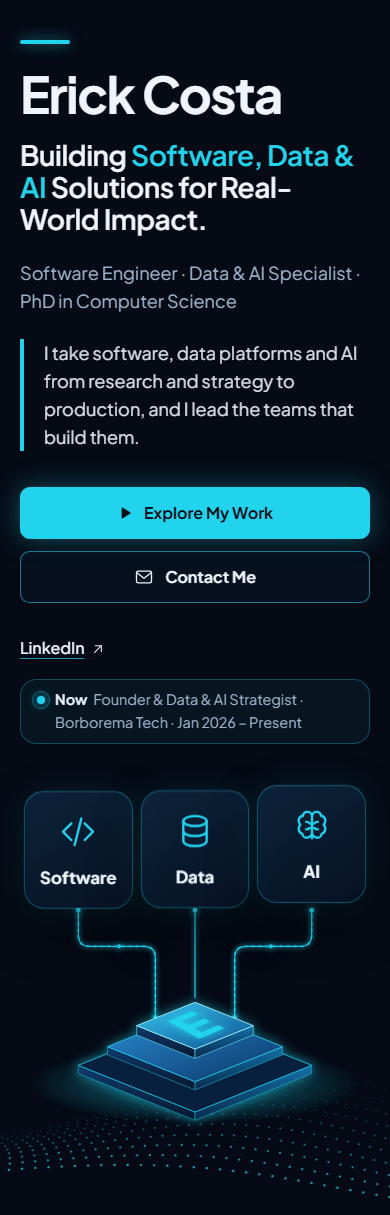 Erick Costa
Building Software, Data &
AI Solutions for Real-
World Impact.
Software Engineer · Data & AI Specialist ·
PhD in Computer Science
I take software, data platforms and AI
from research and strategy to
production, and I lead the teams that
build them.
Explore My Work
Contact Me
LinkedIn
Now Founder & Data & AI Strategist ·
Borborema Tech · Jan 2026 – Present
Software
Data
AI
E